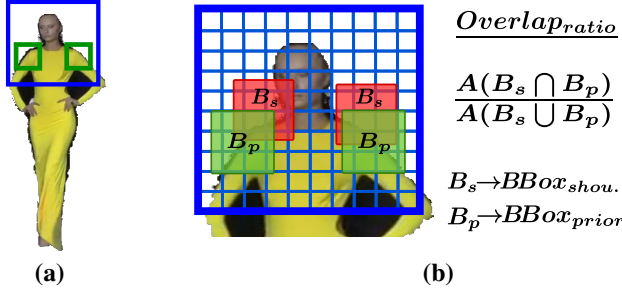 Overlap_ratio
B_s B_s
A(B_s ⋂ B_p)
A(B_s ⋃ B_p)
B_p B_p
B_s→BBox_shou.
B_p→BBox_prior
(a) (b)